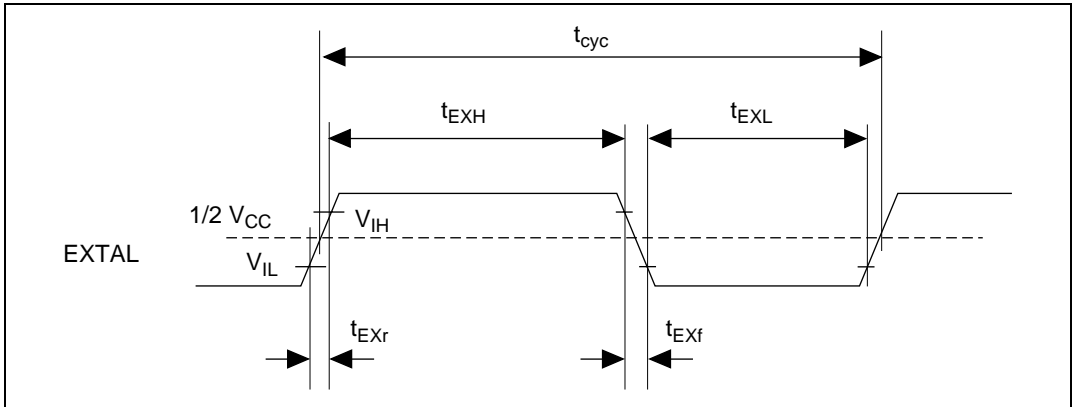 tcyc
tEXH
tEXL
1/2 VCC
VIH
EXTAL
VIL
tEXr
tEXf